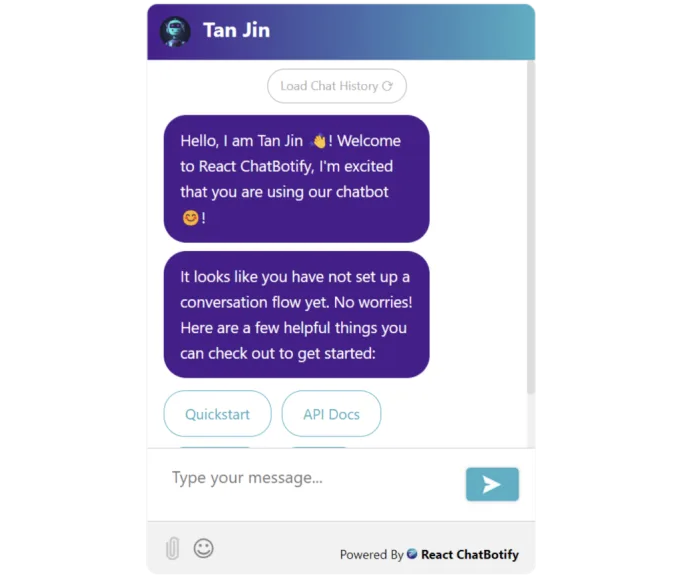 Tan Jin
Load Chat History
Hello, I am Tan Jin 👋! Welcome
to React ChatBotify, I'm excited
that you are using our chatbot
😊!
It looks like you have not set up a
conversation flow yet. No worries!
Here are a few helpful things you
can check out to get started:
Quickstart API Docs
Type your message...
Powered By React ChatBotify